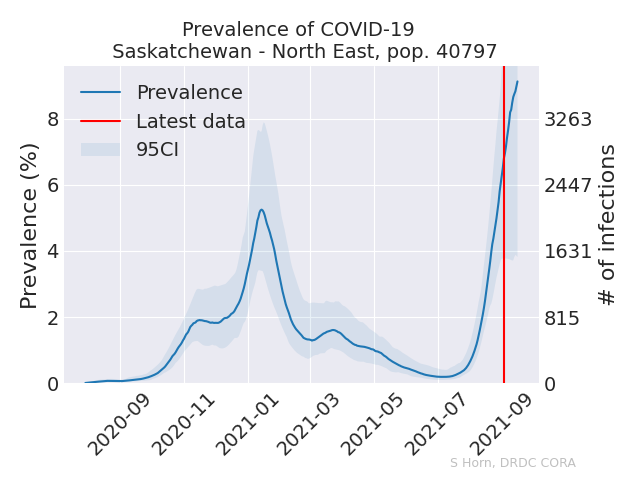 Prevalence of COVID-19
Saskatchewan - North East, pop. 40797
Prevalence
Latest data
95CI
Prevalence (%)
8
6
4
2
0
3263
2447
1631
815
0
# of infections
2020-09
2020-11
2021-01
2021-03
2021-05
2021-07
2021-09
S Horn, DRDC CORA